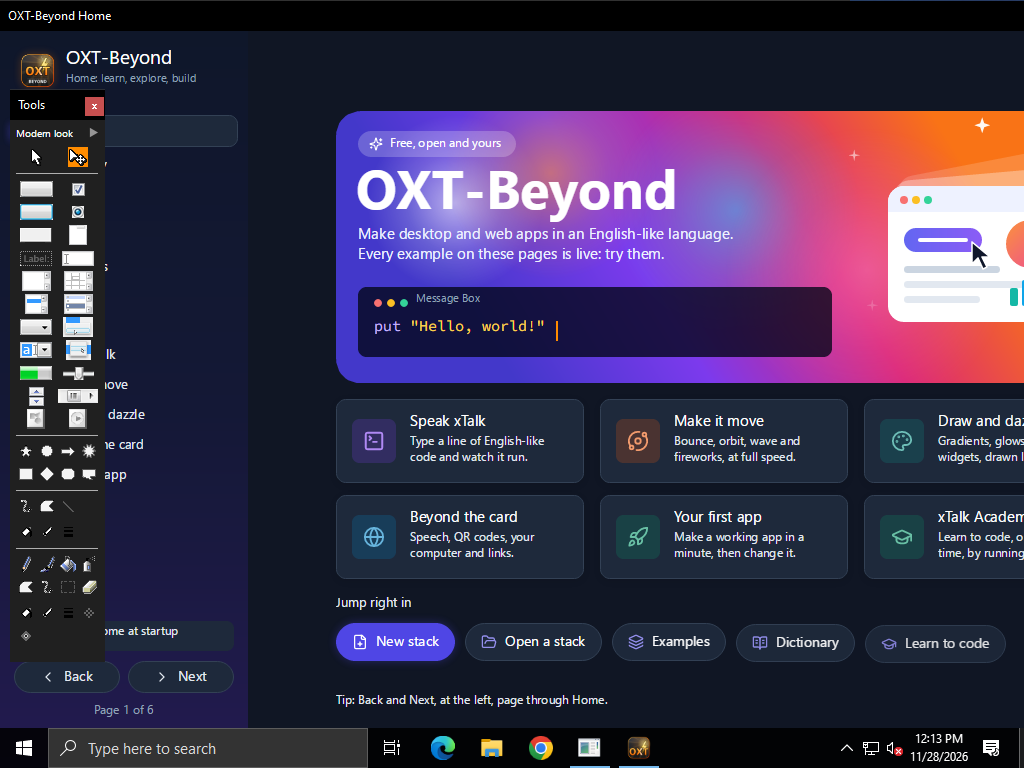 OXT-Beyond Home
OXT
BEYOND
OXT-Beyond
Home: learn, explore, build
Tools
x
Modern look
Label:
a
s
lk
ove
dazzle
e card
app
ome at startup
Back
Next
Page 1 of 6
Free, open and yours
OXT-Beyond
Make desktop and web apps in an English-like language.
Every example on these pages is live: try them.
Message Box
put "Hello, world!"
Speak xTalk
Type a line of English-like
code and watch it run.
Make it move
Bounce, orbit, wave and
fireworks, at full speed.
Draw and daz
Gradients, glows
widgets, drawn l
Beyond the card
Speech, QR codes, your
computer and links.
Your first app
Make a working app in a
minute, then change it.
xTalk Academ
Learn to code, o
time, by running
Jump right in
New stack
Open a stack
Examples
Dictionary
Learn to code
Tip: Back and Next, at the left, page through Home.
Type here to search
OXT
12:13 PM
11/28/2026